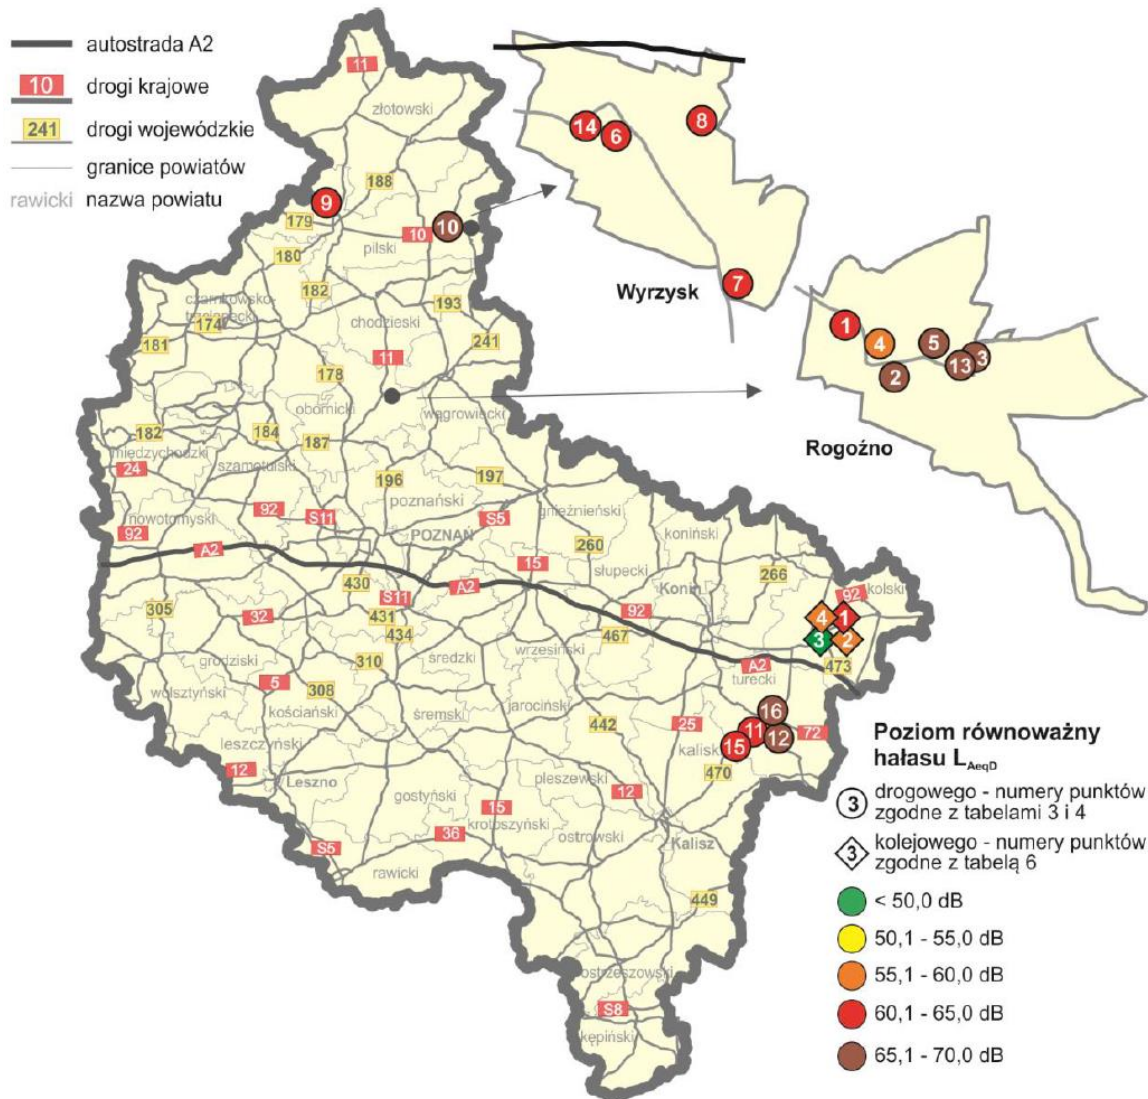 autostrada A2
10 drogi krajowe
241 drogi wojewódzkie
granice powiatów
rawicki nazwa powiatu
11
złotowski
188
9
179
10
10
pilski
180
182
193
czarnkowsko-
trzcianecki
174
chodzieski
181
241
11
178
obornicki
wągrowiecki
182
184
187
międzychodzki
szamotulski
24
196
197
poznański
92
S11
S5
gnieźnieński
nowotomyski
92
POZNAŃ
koniński
A2
15
260
słupecki
266
Konin
92
kolski
430
S11
A2
305
32
431
92
4
1
434
467
3
2
wrzesiński
grodziski
310
średzki
A2
473
turecki
wolsztyński
5
308
kościański
śremski
jarociński
16
442
25
11
12
72
leszczyński
kaliski
15
12
470
Leszno
pleszewski
gostyński
12
15
krotoszyński
36
ostrowski
S5
Kalisz
rawicki
449
ostrzeszowski
S8
kępiński
14
6
8
7
Wyrzysk
1
4
5
13
3
2
Rogoźno
Poziom równoważny
hałasu LAeqD
3 drogowego - numery punktów
zgodne z tabelami 3 i 4
3 kolejowego - numery punktów
zgodne z tabelą 6
< 50,0 dB
50,1 - 55,0 dB
55,1 - 60,0 dB
60,1 - 65,0 dB
65,1 - 70,0 dB